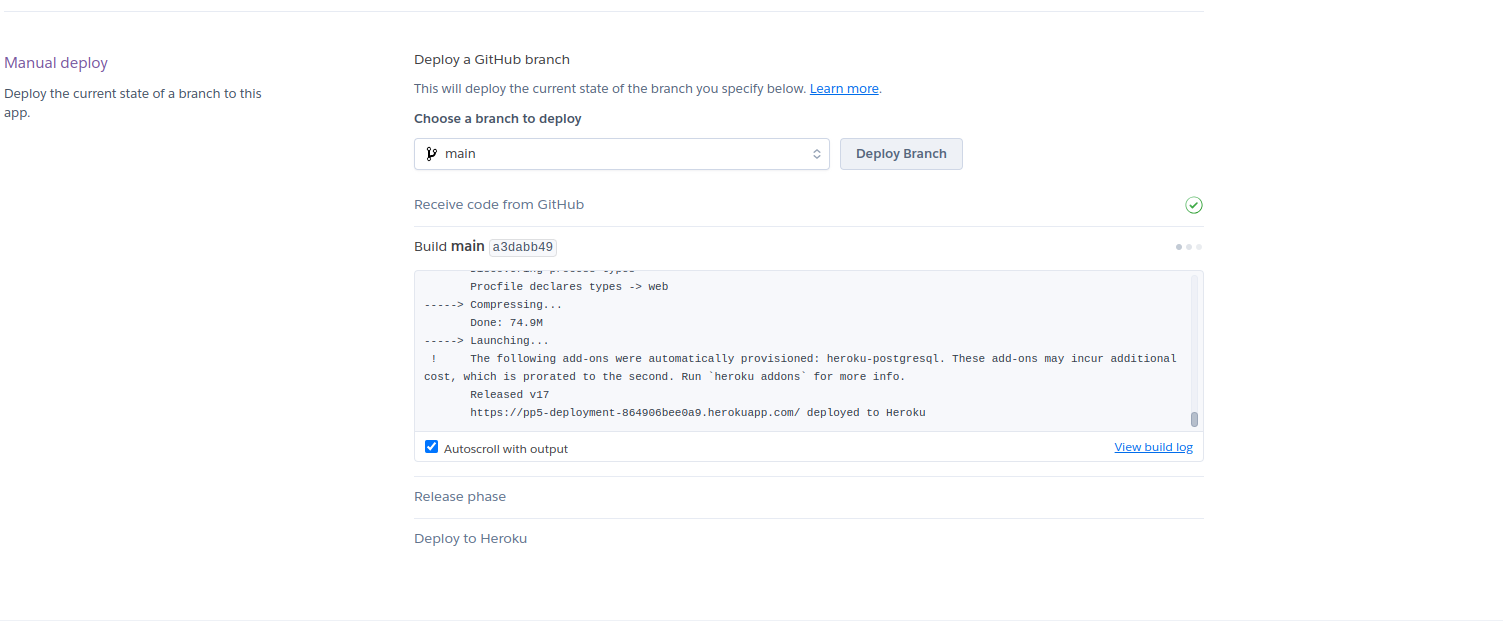 Manual deploy
Deploy the current state of a branch to this
app.
Deploy a GitHub branch
This will deploy the current state of the branch you specify below. Learn more.
Choose a branch to deploy
main
Deploy Branch
Receive code from GitHub
Build main a3dabb49
Procfile declares types -> web
-----> Compressing...
Done: 74.9M
-----> Launching...
! The following add-ons were automatically provisioned: heroku-postgresql. These add-ons may incur additional
cost, which is prorated to the second. Run `heroku addons` for more info.
Released v17
https://pp5-deployment-864906bee0a9.herokuapp.com/ deployed to Heroku
Autoscroll with output
View build log
Release phase
Deploy to Heroku